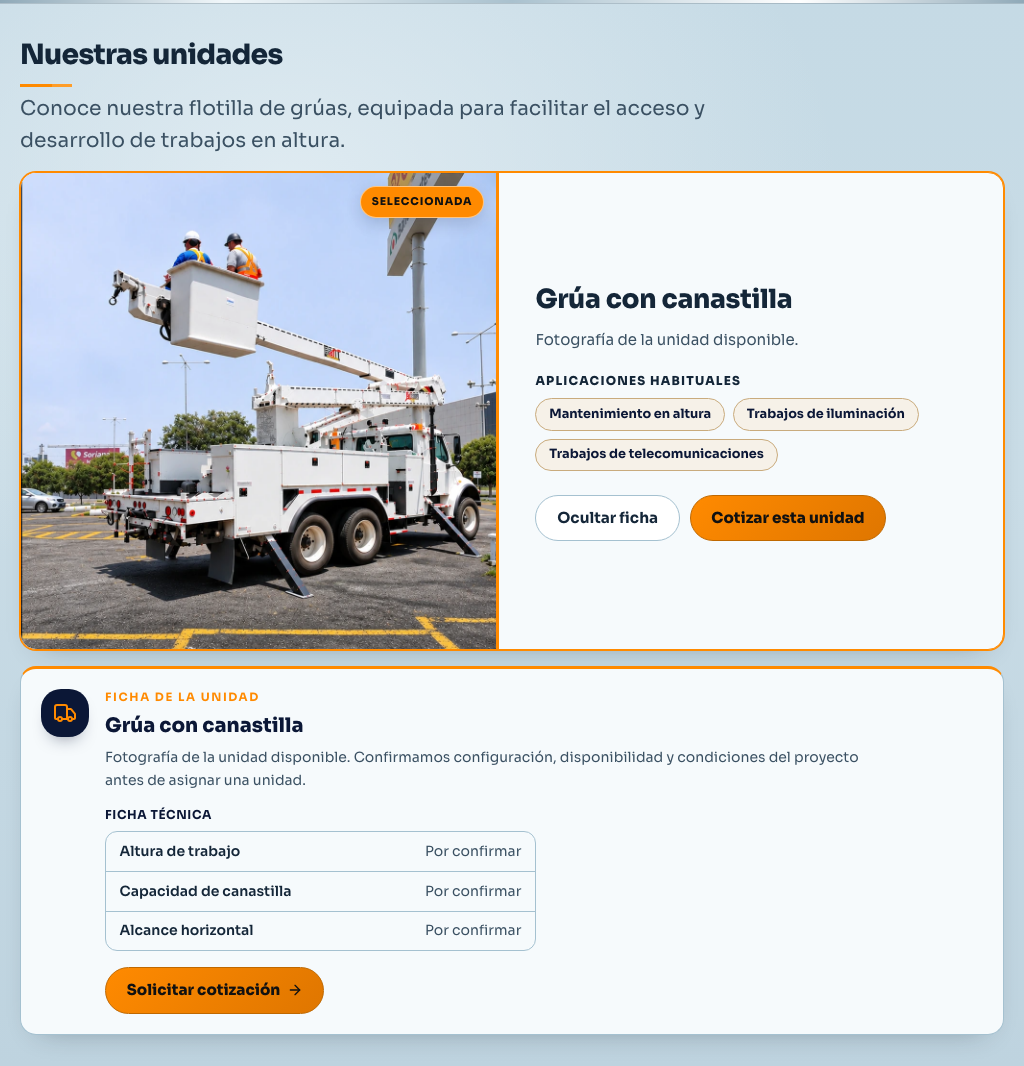 Nuestras unidades
Conoce nuestra flotilla de grúas, equipada para facilitar el acceso y
desarrollo de trabajos en altura.
SELECCIONADA
Soriana
Grúa con canastilla
Fotografía de la unidad disponible.
APLICACIONES HABITUALES
Mantenimiento en altura
Trabajos de iluminación
Trabajos de telecomunicaciones
Ocultar ficha
Cotizar esta unidad
FICHA DE LA UNIDAD
Grúa con canastilla
Fotografía de la unidad disponible. Confirmamos configuración, disponibilidad y condiciones del proyecto
antes de asignar una unidad.
FICHA TÉCNICA
Altura de trabajo Por confirmar
Capacidad de canastilla Por confirmar
Alcance horizontal Por confirmar
Solicitar cotización →